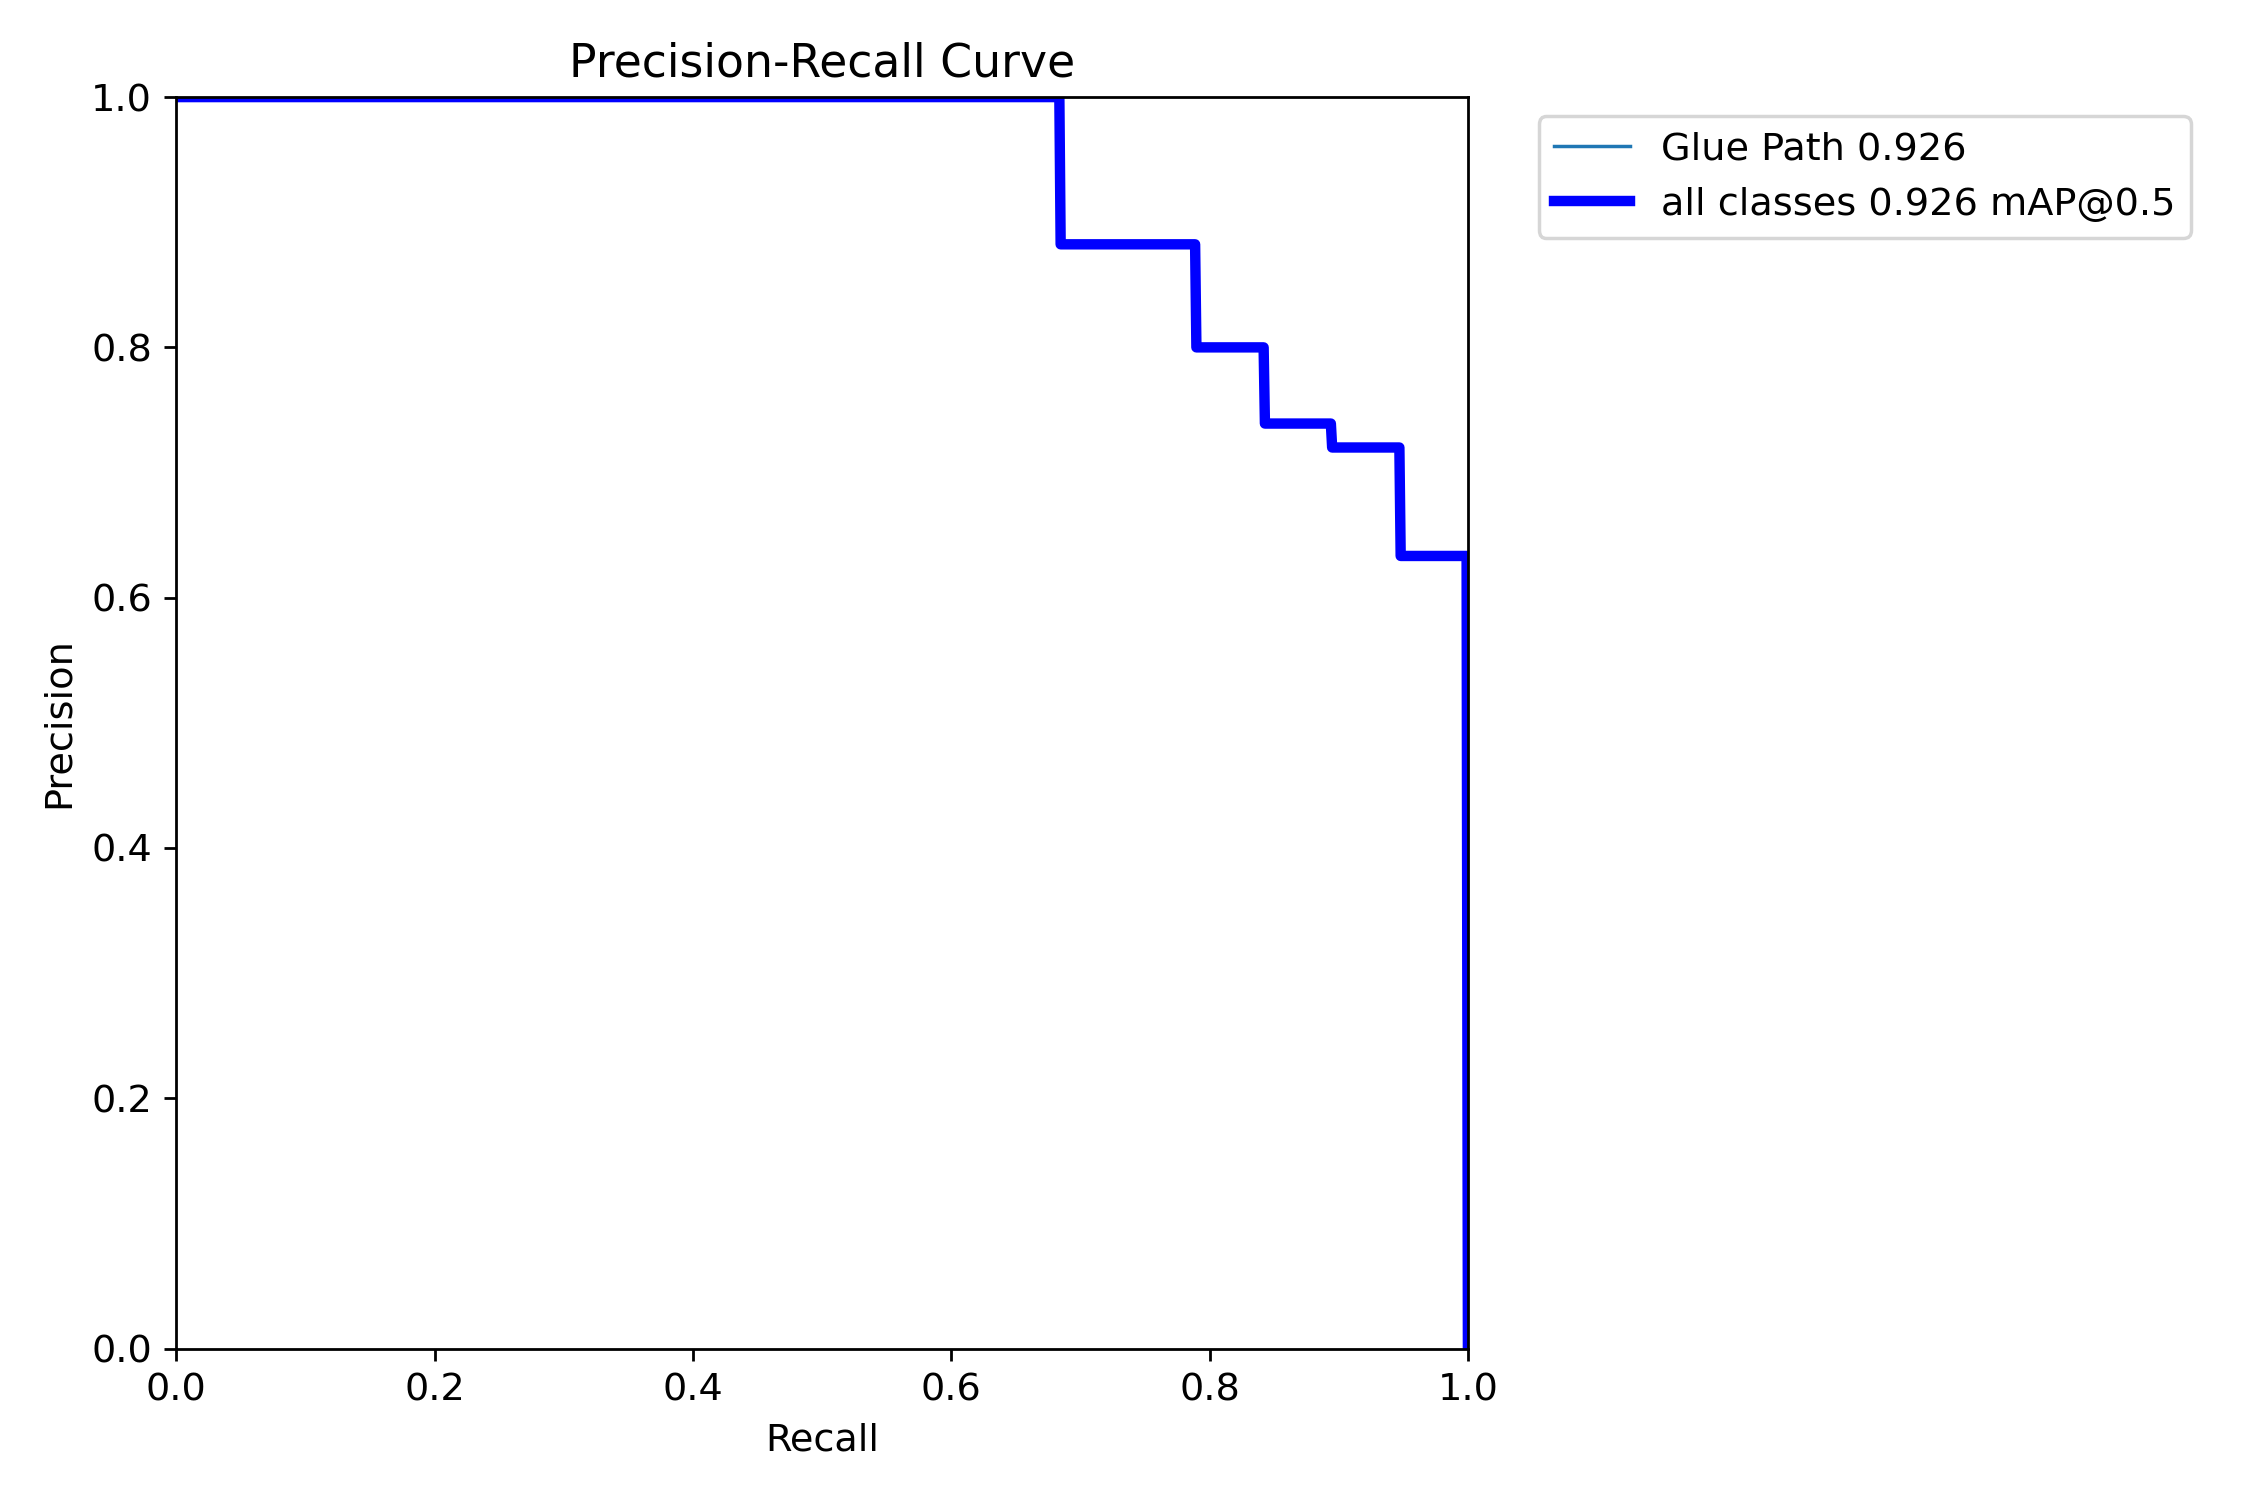 Precision-Recall Curve
1.0
0.8
0.6
0.4
0.2
0.0
Precision
0.0 0.2 0.4 0.6 0.8 1.0
Recall
Glue Path 0.926
all classes 0.926 mAP@0.5